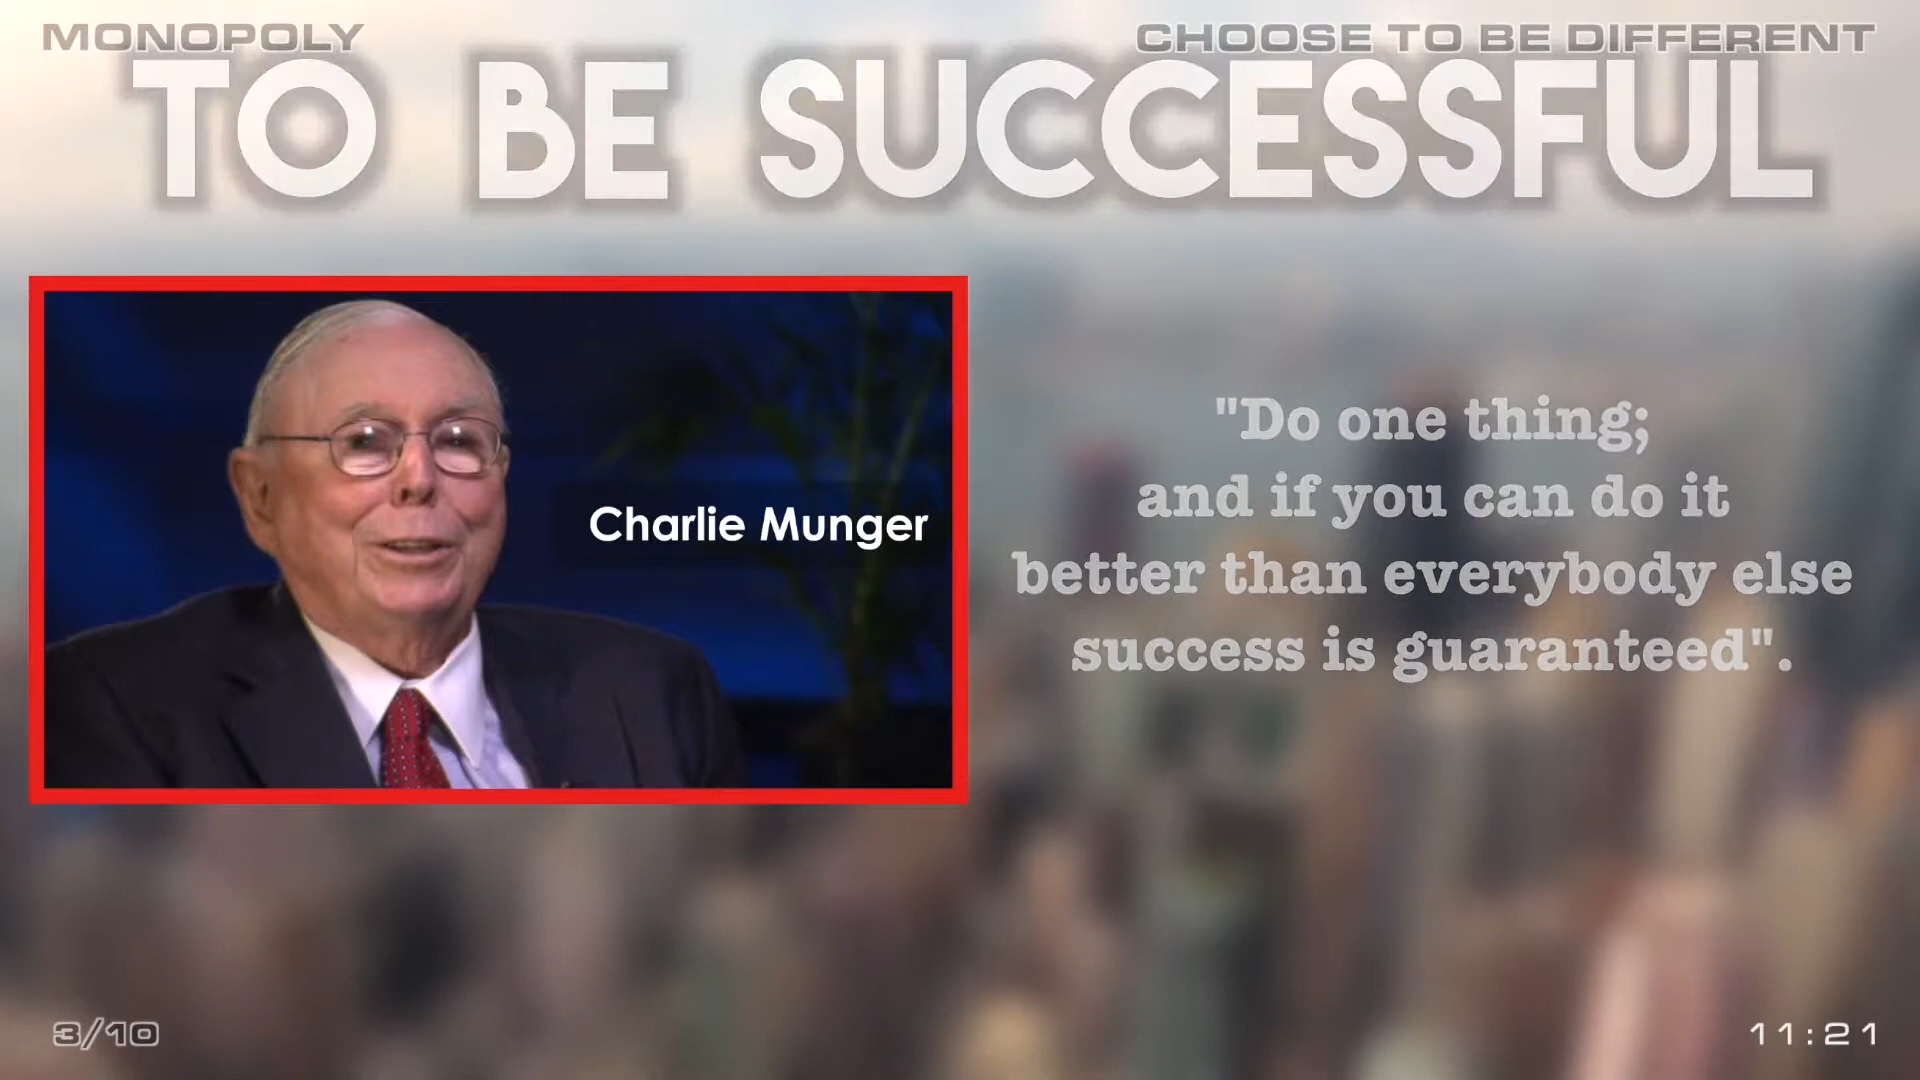 MONOPOLY
CHOOSE TO BE DIFFERENT
TO BE SUCCESSFUL
Charlie Munger
"Do one thing;
and if you can do it
better than everybody else
success is guaranteed".
3/10
11:21